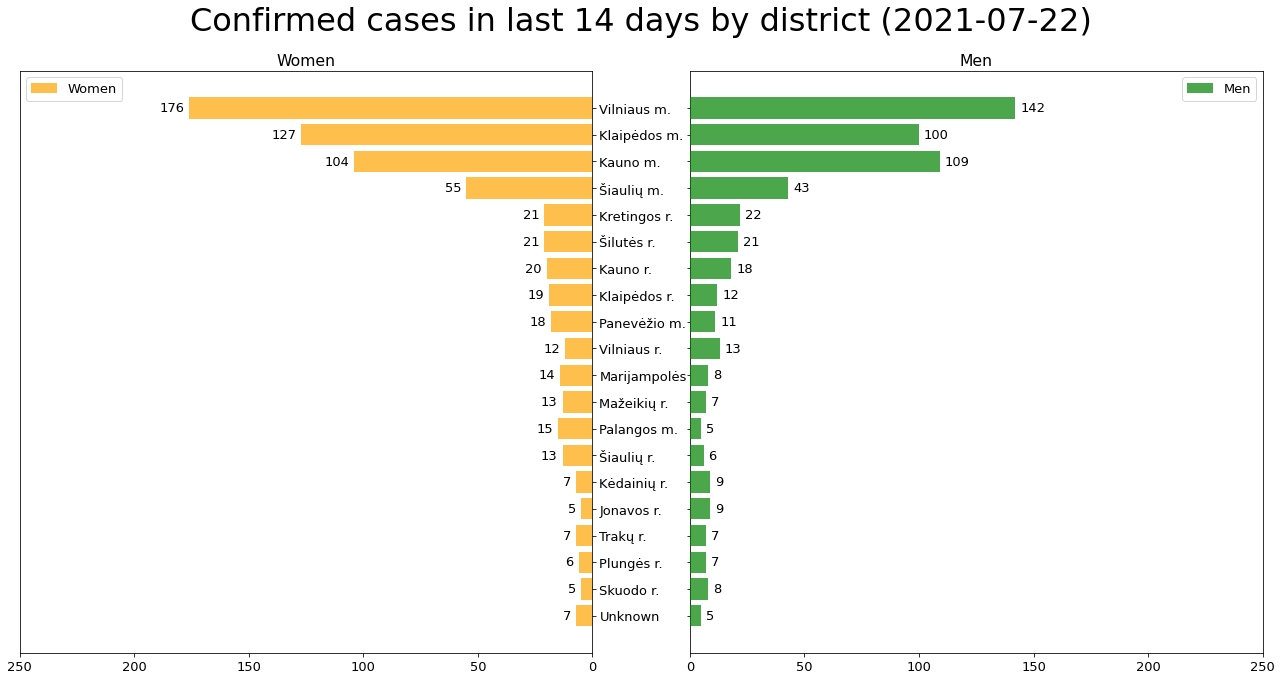 Confirmed cases in last 14 days by district (2021-07-22)
Women Men
Women Men
176 Vilniaus m. 142
127 Klaipėdos m. 100
104 Kauno m. 109
55 Šiaulių m. 43
21 Kretingos r. 22
21 Šilutės r. 21
20 Kauno r. 18
19 Klaipėdos r. 12
18 Panevėžio m. 11
12 Vilniaus r. 13
14 Marijampolės 8
13 Mažeikių r. 7
15 Palangos m. 5
13 Šiaulių r. 6
7 Kėdainių r. 9
5 Jonavos r. 9
7 Trakų r. 7
6 Plungės r. 7
5 Skuodo r. 8
7 Unknown 5
250 200 150 100 50 0 0 50 100 150 200 250